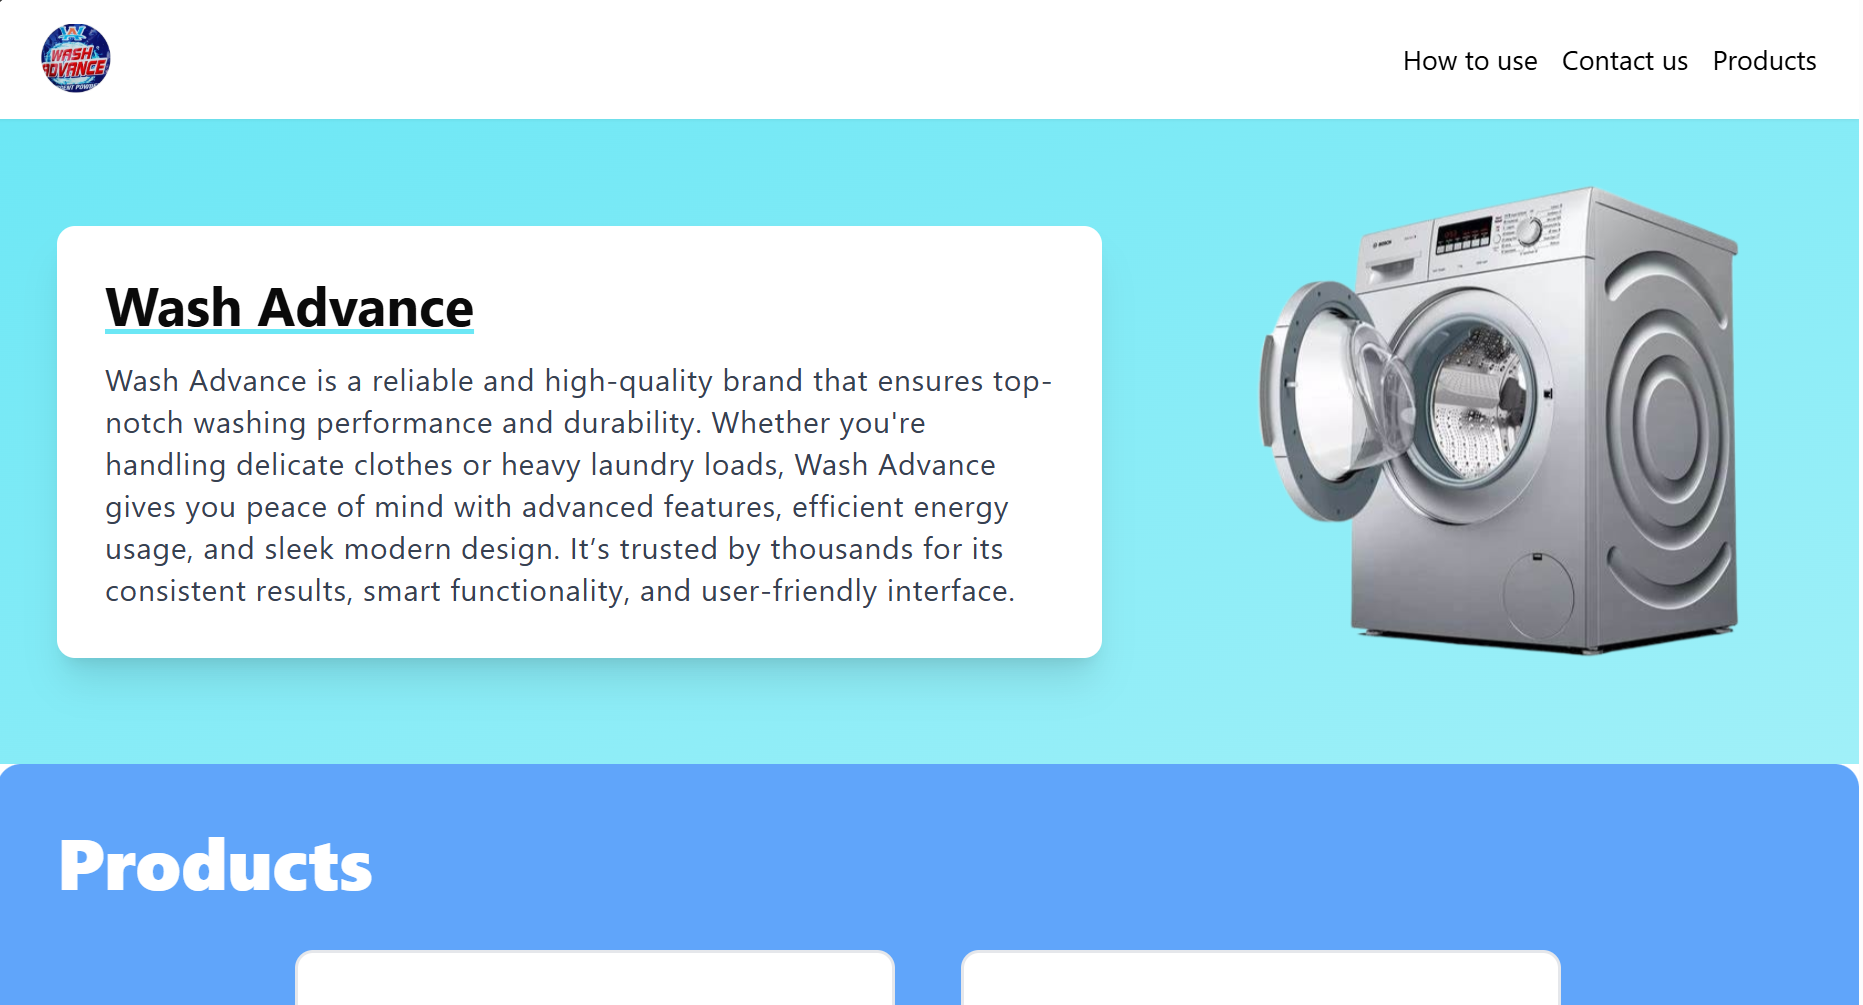 WASH
ADVANCE
How to use
Contact us
Products
BOSCH
Wash Advance
Wash Advance is a reliable and high-quality brand that ensures top-
notch washing performance and durability. Whether you're
handling delicate clothes or heavy laundry loads, Wash Advance
gives you peace of mind with advanced features, efficient energy
usage, and sleek modern design. It’s trusted by thousands for its
consistent results, smart functionality, and user-friendly interface.
Products